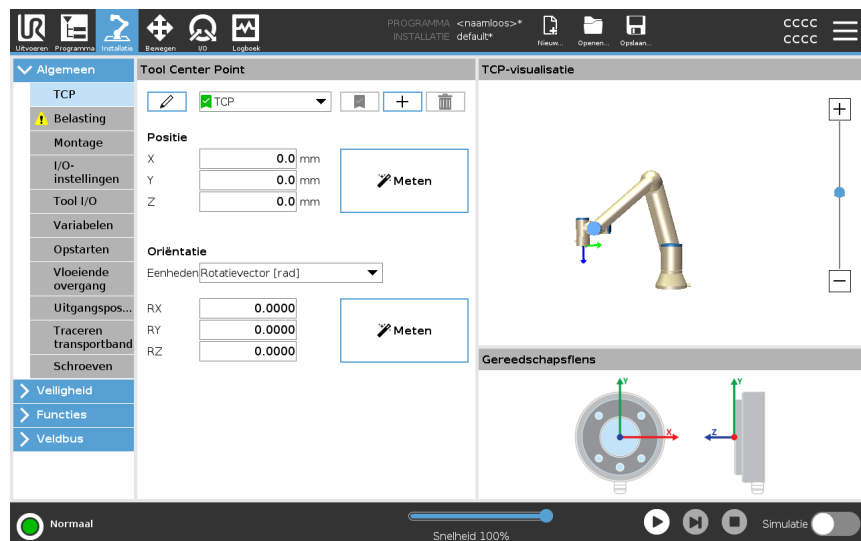 PROGRAMMA <naamloos>*
INSTALLATIE default*
CCCC
CCCC
Uitvoeren Programma Installatie Bewegen I/O Logboek Nieuw... Openen... Opslaan...
Algemeen
TCP
Belasting
Montage
I/O-
instellingen
Tool I/O
Variabelen
Opstarten
Vloeiende
overgang
Uitgangspos...
Traceren
transportband
Schroeven
Veiligheid
Functies
Veldbus
Tool Center Point
TCP
Positie
X 0.0 mm
Y 0.0 mm
Z 0.0 mm
Meten
Oriëntatie
Eenheden Rotatievector [rad]
RX 0.0000
RY 0.0000
RZ 0.0000
Meten
TCP-visualisatie
Gereedschapsflens
Y
X
Y
Z
Normaal
Snelheid 100%
Simulatie